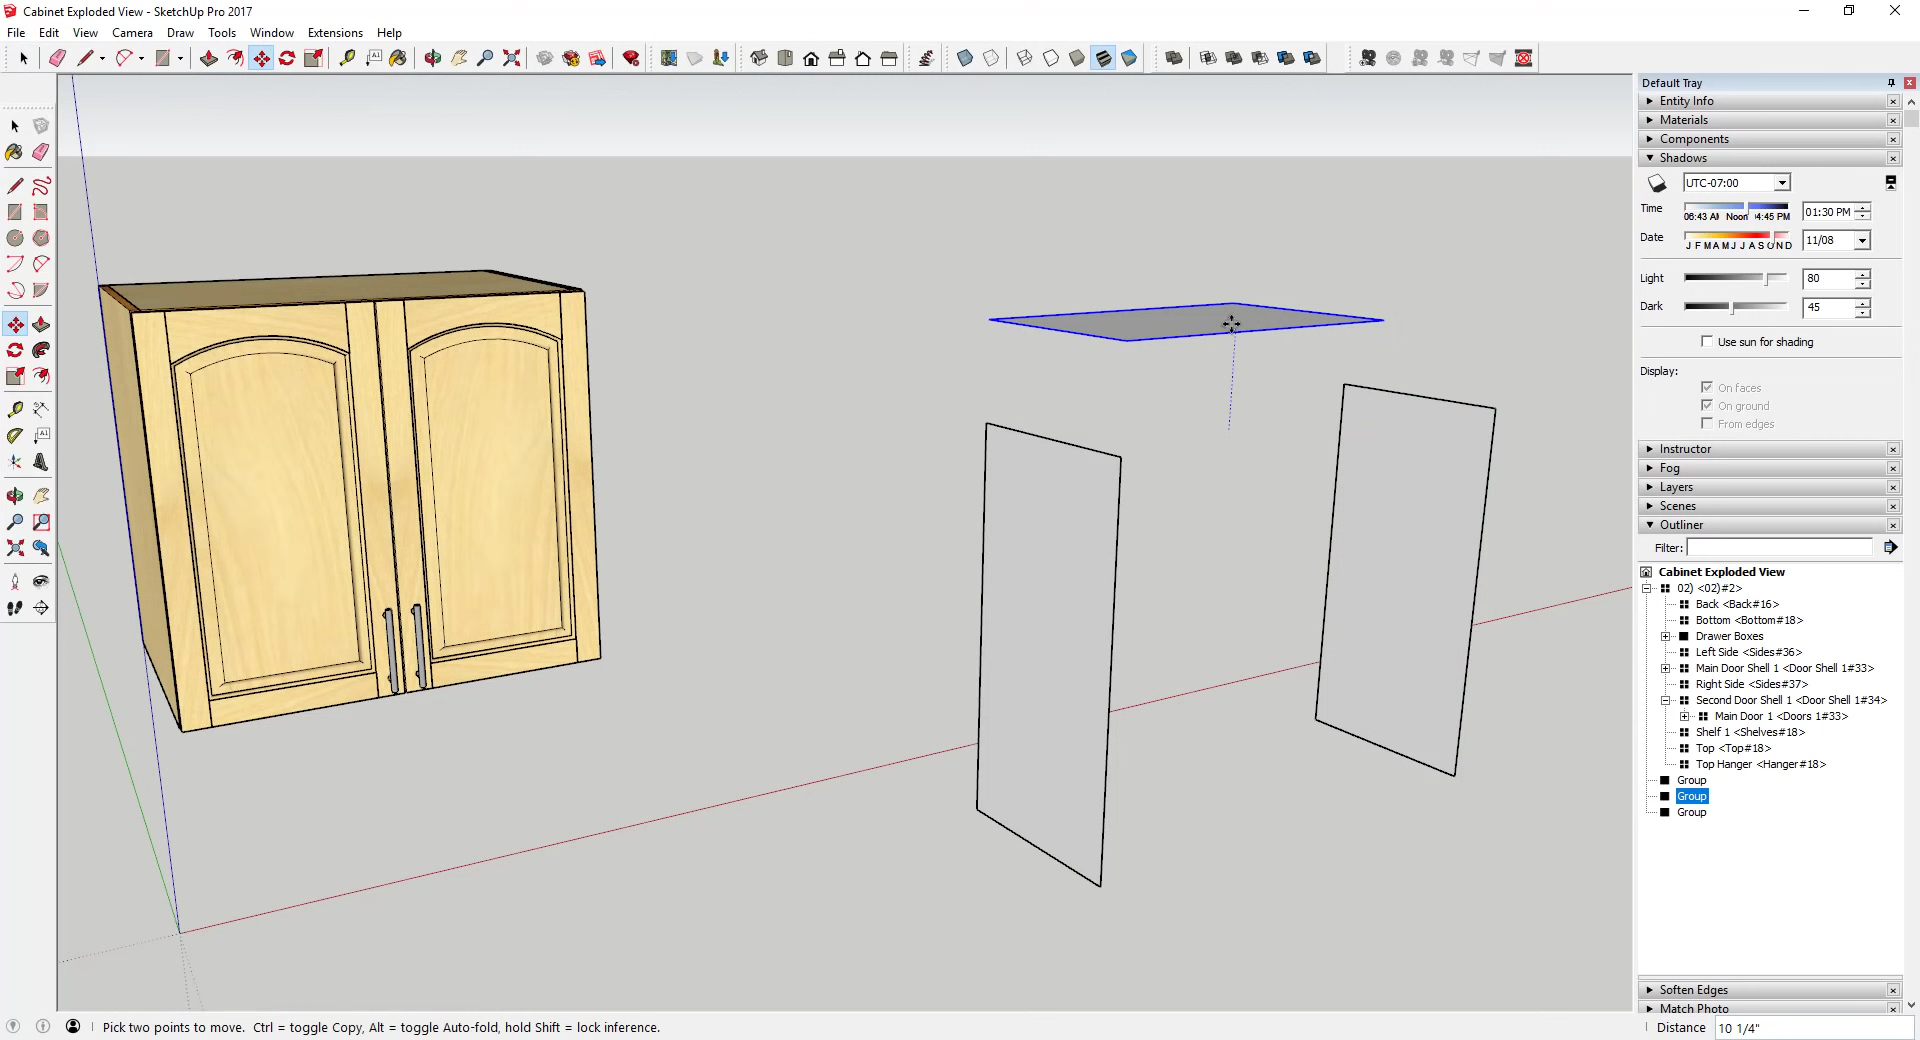 Cabinet Exploded View - SketchUp Pro 2017
File Edit View Camera Draw Tools Window Extensions Help
Default Tray
Entity Info
Materials
Components
Shadows
UTC-07:00
Time
06:43 AM Noon 04:45 PM
01:30 PM
Date
J F M A M J J A S O N D
11/08
Light
80
Dark
45
Use sun for shading
Display:
On faces
On ground
From edges
Instructor
Fog
Layers
Scenes
Outliner
Filter:
Cabinet Exploded View
02) <02)#2>
Back <Back#16>
Bottom <Bottom#18>
Drawer Boxes
Left Side <Sides#36>
Main Door Shell 1 <Door Shell 1#33>
Right Side <Sides#37>
Second Door Shell 1 <Door Shell 1#34>
Main Door 1 <Doors 1#33>
Shelf 1 <Shelves#18>
Top <Top#18>
Top Hanger <Hanger#18>
Group
Group
Group
Soften Edges
Match Photo
Pick two points to move. Ctrl = toggle Copy, Alt = toggle Auto-fold, hold Shift = lock inference.
Distance 10 1/4"